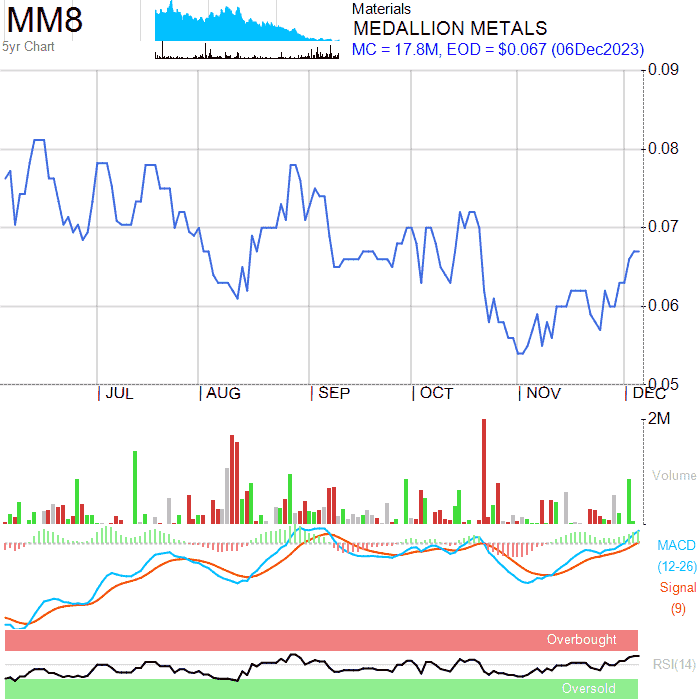 MM8
5yr Chart
Materials
MEDALLION METALS
MC = 17.8M, EOD = $0.067 (06Dec2023)
0.09
0.08
0.07
0.06
0.05
JUL AUG SEP OCT NOV DEC
2M
Volume
MACD
(12-26)
Signal
(9)
Overbought
RSI(14)
Oversold